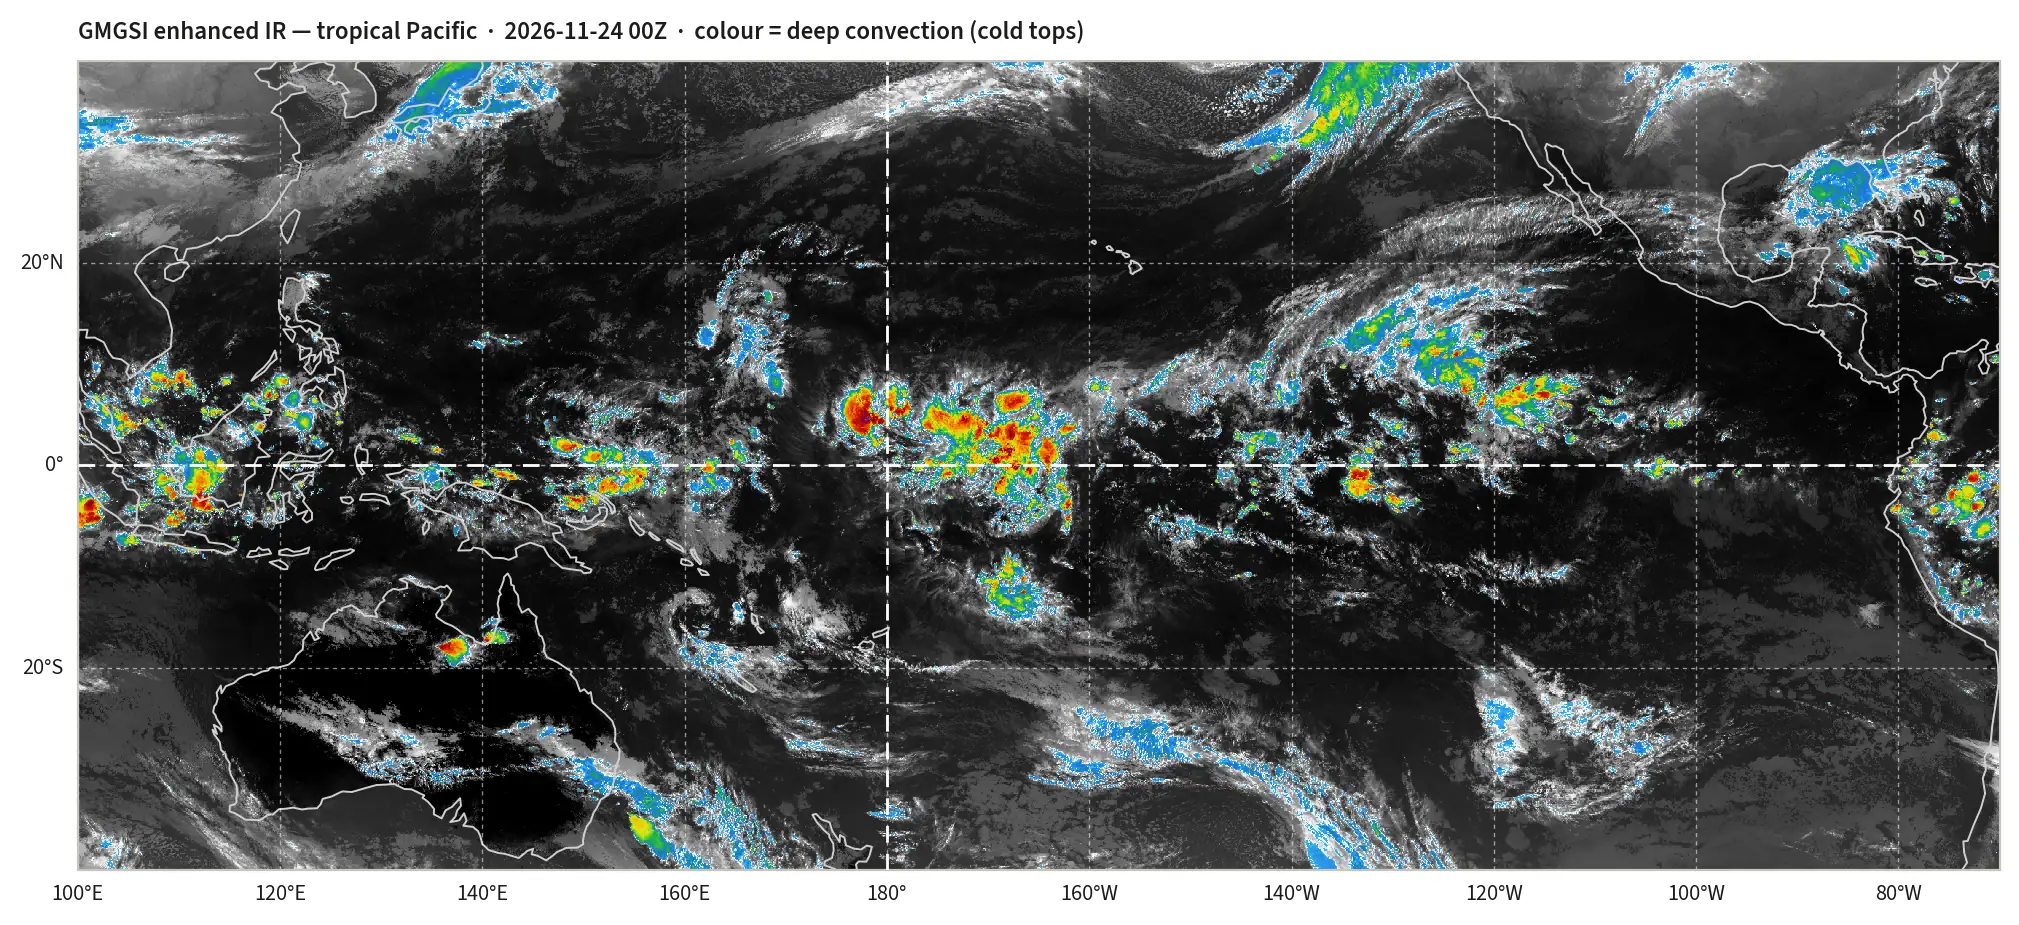 GMGSI enhanced IR — tropical Pacific · 2026-11-24 00Z · colour = deep convection (cold tops)
20°N
0°
20°S
100°E 120°E 140°E 160°E 180° 160°W 140°W 120°W 100°W 80°W